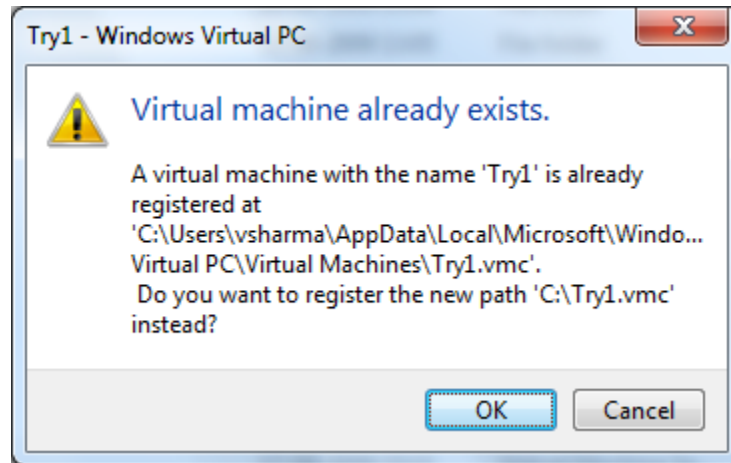 Try1 - Windows Virtual PC
Virtual machine already exists.
A virtual machine with the name 'Try1' is already
registered at
'C:\Users\vsharma\AppData\Local\Microsoft\Windo...
Virtual PC\Virtual Machines\Try1.vmc'.
Do you want to register the new path 'C:\Try1.vmc'
instead?
OK
Cancel